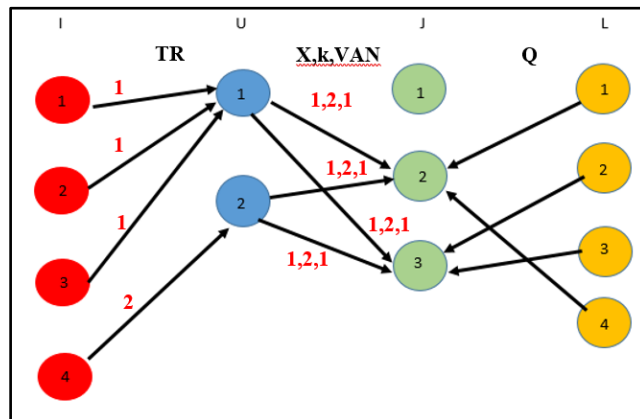 I U J L
TR X,k,VAN Q
1 1 1 1,2,1 1 1
1
2 2 1,2,1 2 2
1 1,2,1
3 1,2,1 3 3
2
4 4